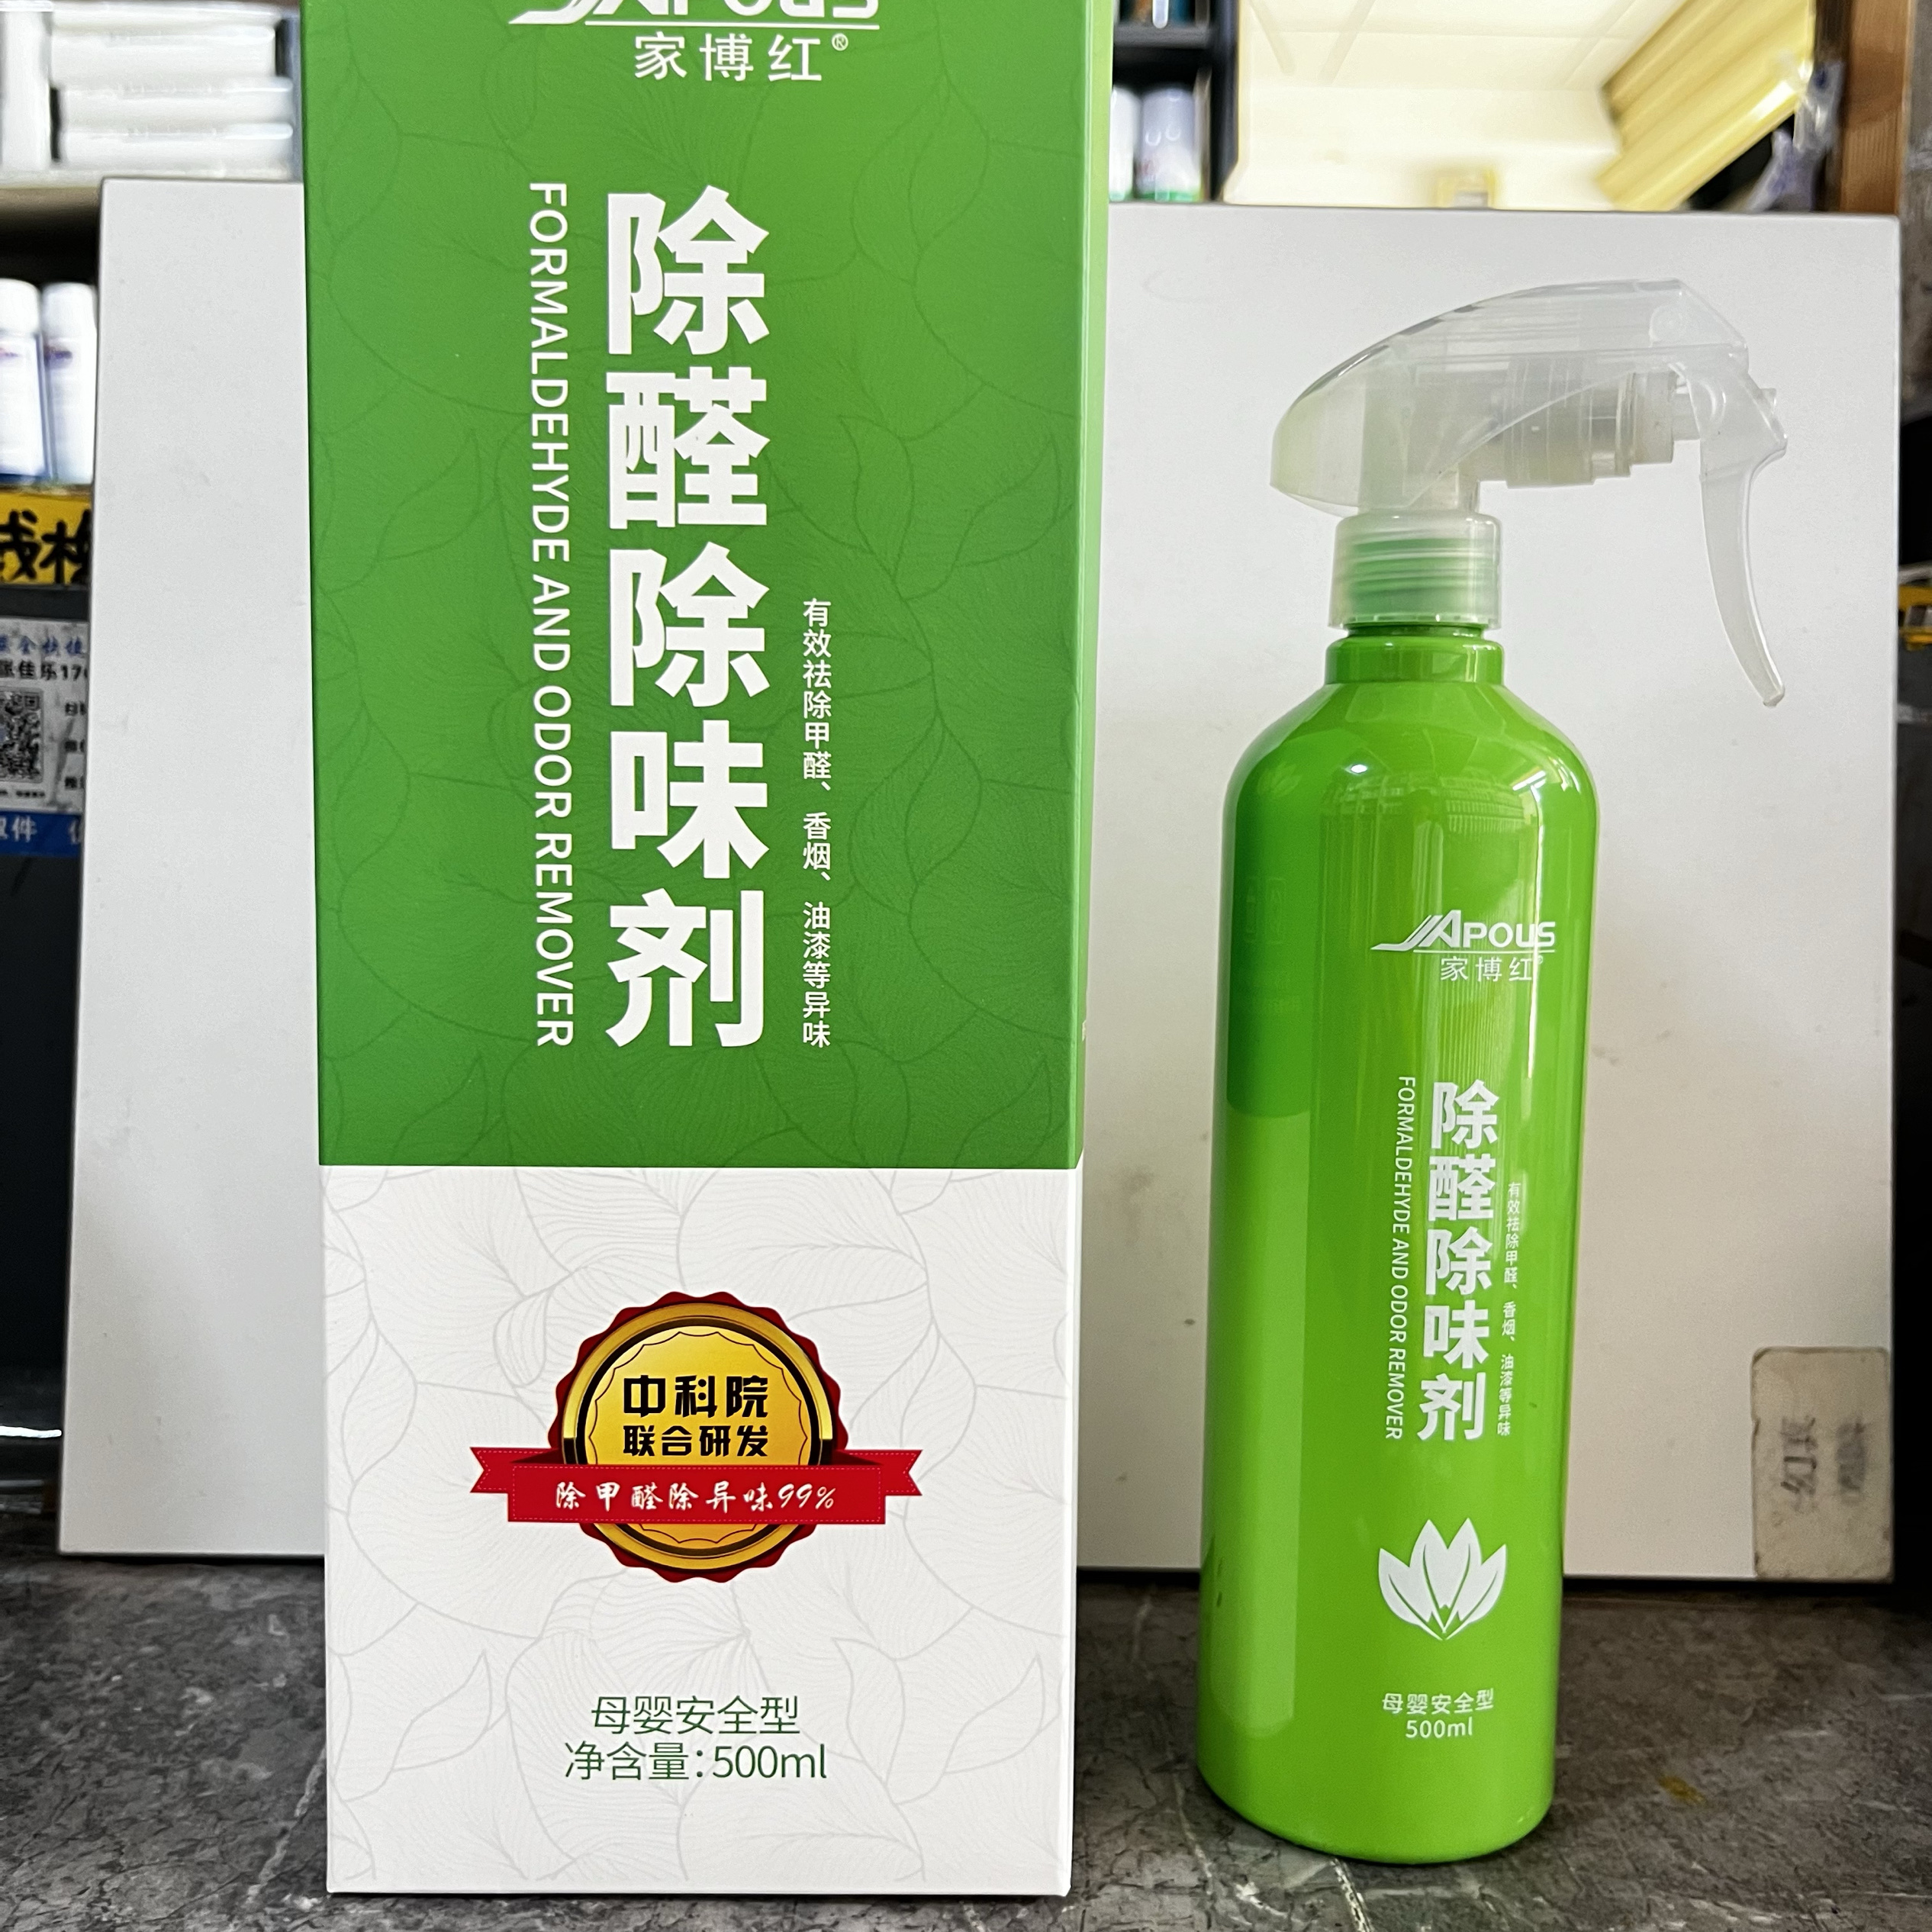 JAPOUS
家博红®
除醛除味剂
FORMALDEHYDE AND ODOR REMOVER
有效祛除甲醛、香烟、油漆等异味
中科院
联合研发
除甲醛除异味99%
母婴安全型
净含量:500ml
JAPOUS
家博红
除醛除味剂
FORMALDEHYDE AND ODOR REMOVER
有效祛除甲醛、香烟、油漆等异味
母婴安全型
500ml